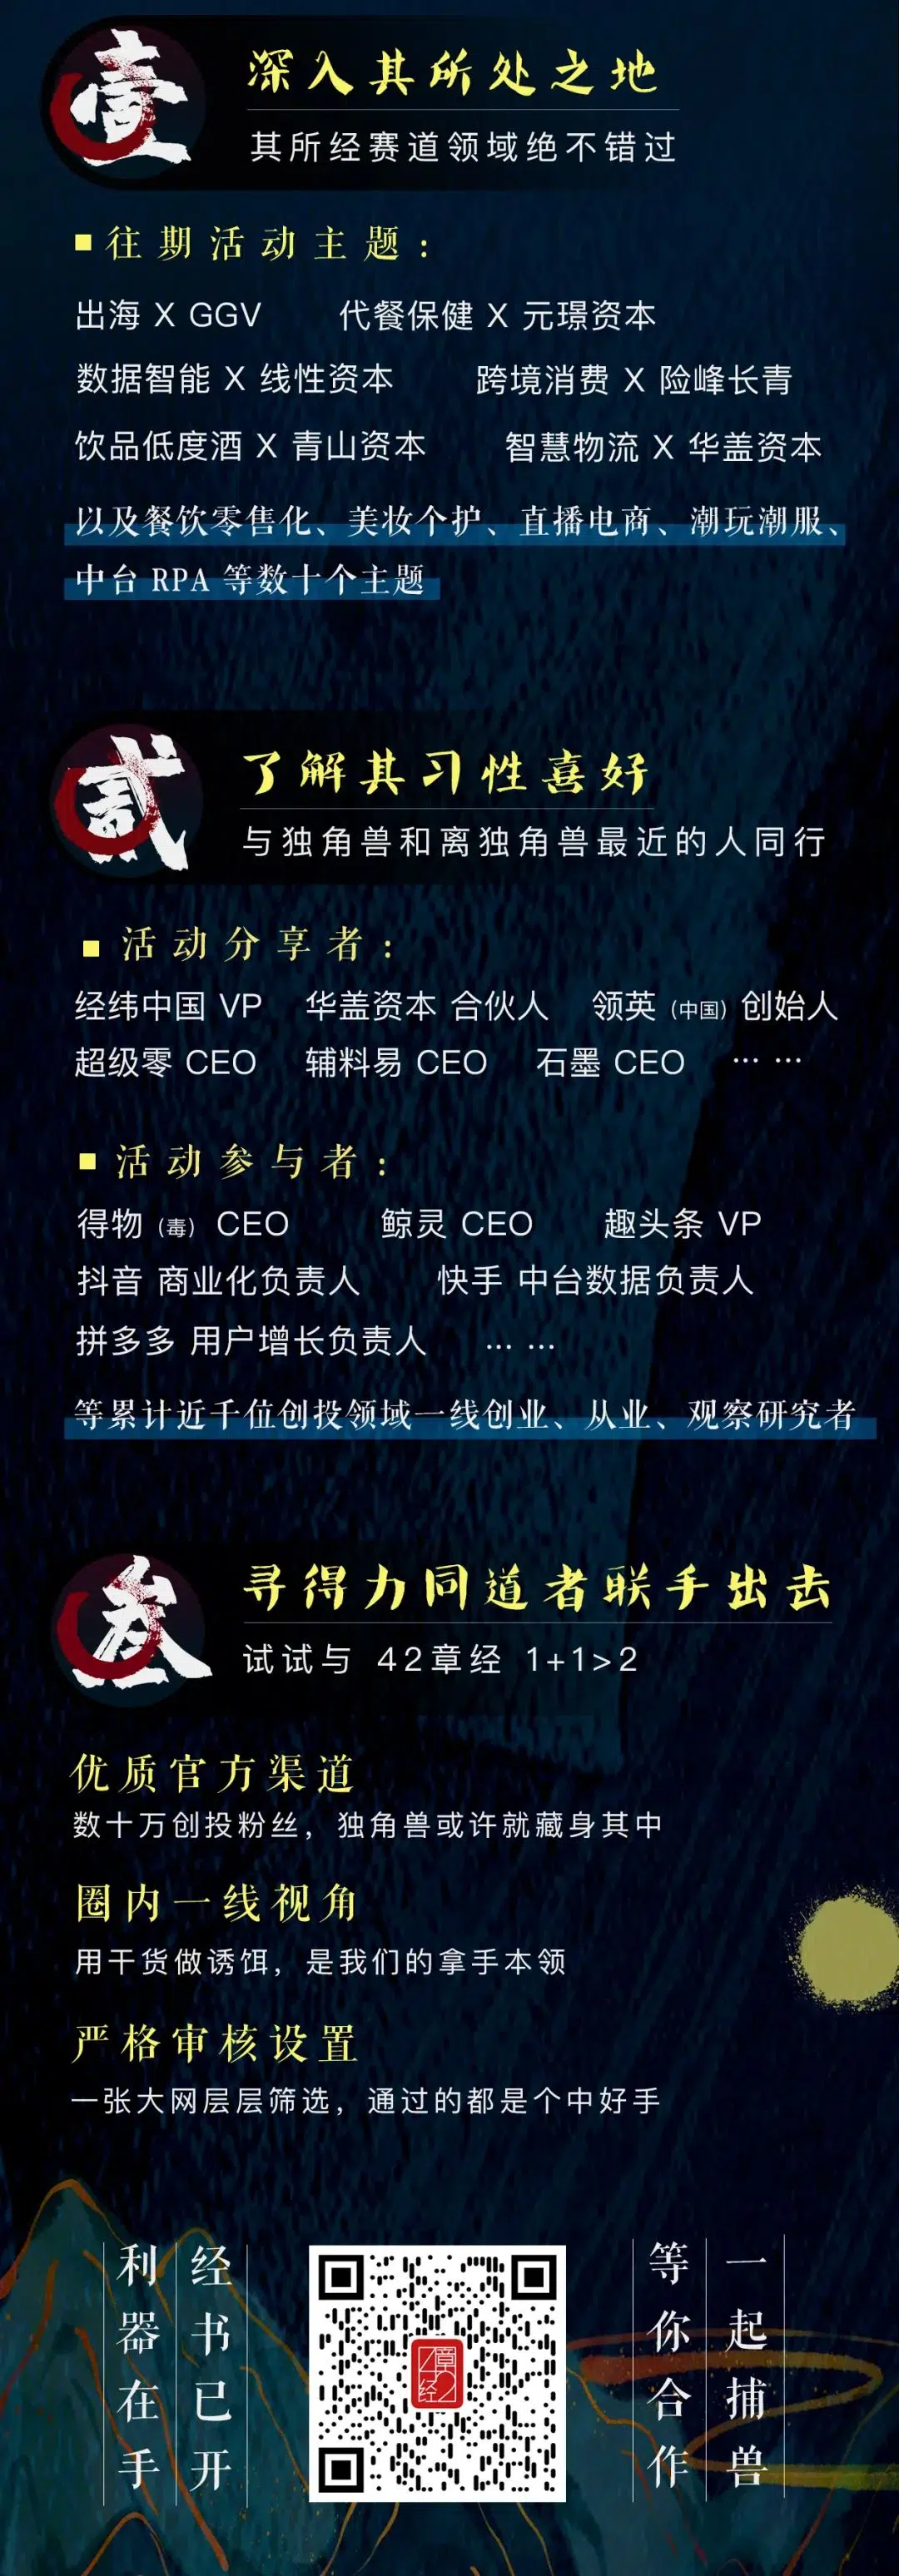 壹
深入其所处之地
其所经赛道领域绝不错过
往期活动主题：
出海 X GGV 代餐保健 X 元璟资本
数据智能 X 线性资本 跨境消费 X 险峰长青
饮品低度酒 X 青山资本 智慧物流 X 华盖资本
以及餐饮零售化、美妆个护、直播电商、潮玩潮服、
中台 RPA 等数十个主题
贰
了解其习性喜好
与独角兽和离独角兽最近的人同行
活动分享者：
经纬中国 VP 华盖资本 合伙人 领英（中国）创始人
超级零 CEO 辅料易 CEO 石墨 CEO … …
活动参与者：
得物（毒） CEO 鲸灵 CEO 趣头条 VP
抖音 商业化负责人 快手 中台数据负责人
拼多多 用户增长负责人 … …
等累计近千位创投领域一线创业、从业、观察研究者
叁
寻得力同道者联手出击
试试与 42章经 1+1>2
优质官方渠道
数十万创投粉丝，独角兽或许就藏身其中
圈内一线视角
用干货做诱饵，是我们的拿手本领
严格审核设置
一张大网层层筛选，通过的都是个中好手
经书已开
利器在手
42章经
一起捕兽
等你合作